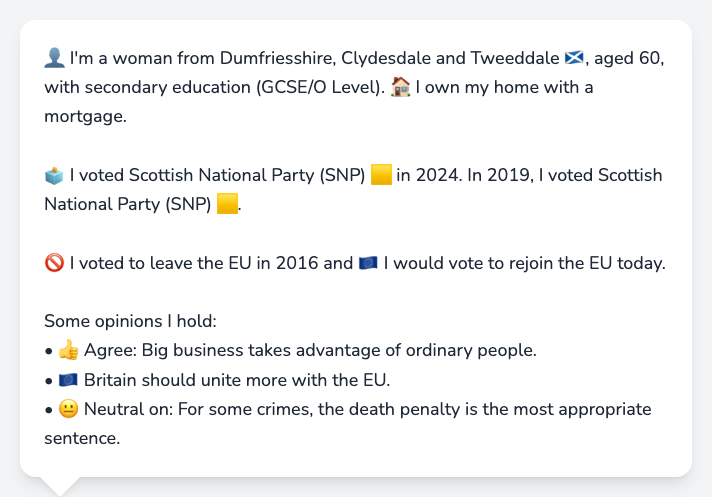 👤 I'm a woman from Dumfriesshire, Clydesdale and Tweeddale 🏴󠁧󠁢󠁳󠁣󠁴󠁿, aged 60,
with secondary education (GCSE/O Level). 🏠 I own my home with a
mortgage.
🗳️ I voted Scottish National Party (SNP) 🟨 in 2024. In 2019, I voted Scottish
National Party (SNP) 🟨.
🚫 I voted to leave the EU in 2016 and 🇪🇺 I would vote to rejoin the EU today.
Some opinions I hold:
• 👍 Agree: Big business takes advantage of ordinary people.
• 🇪🇺 Britain should unite more with the EU.
• 😐 Neutral on: For some crimes, the death penalty is the most appropriate
sentence.